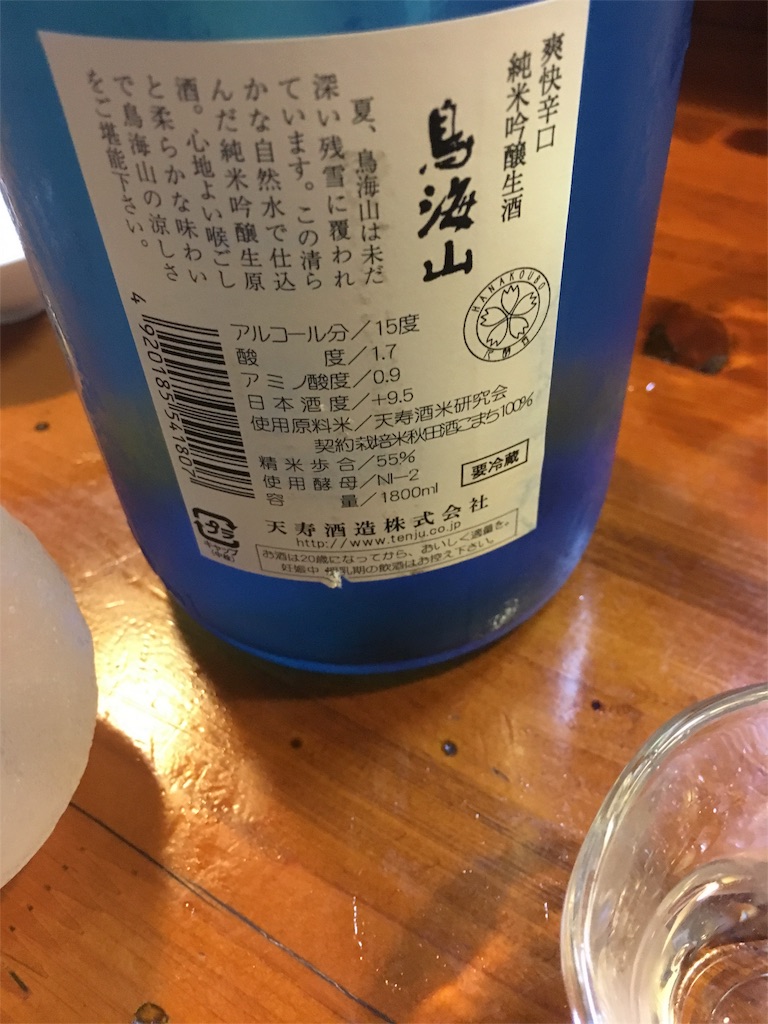 爽快辛口
純米吟醸生酒
鳥海山
夏、鳥海山は未だ
深い残雪に覆われ
ています。この清ら
かな自然水で仕込
んだ純米吟醸生原
酒。心地よい喉ごし
と柔らかな味わい
で鳥海山の涼しさ
をご堪能下さい。
HANAKOUBO
アルコール分/15度
酸 度/1.7
アミノ酸度/0.9
日本酒度/+9.5
使用原料米/天寿酒米研究会
契約栽培米秋田酒こまち100%
精米歩合/55%
使用酵母/NI-2
容 量/1800ml
要冷蔵
4 920185 541807
天寿酒造株式会社
http://www.tenju.co.jp
お酒は20歳になってから、おいしく適量を。
妊娠中・授乳期の飲酒はお控え下さい。